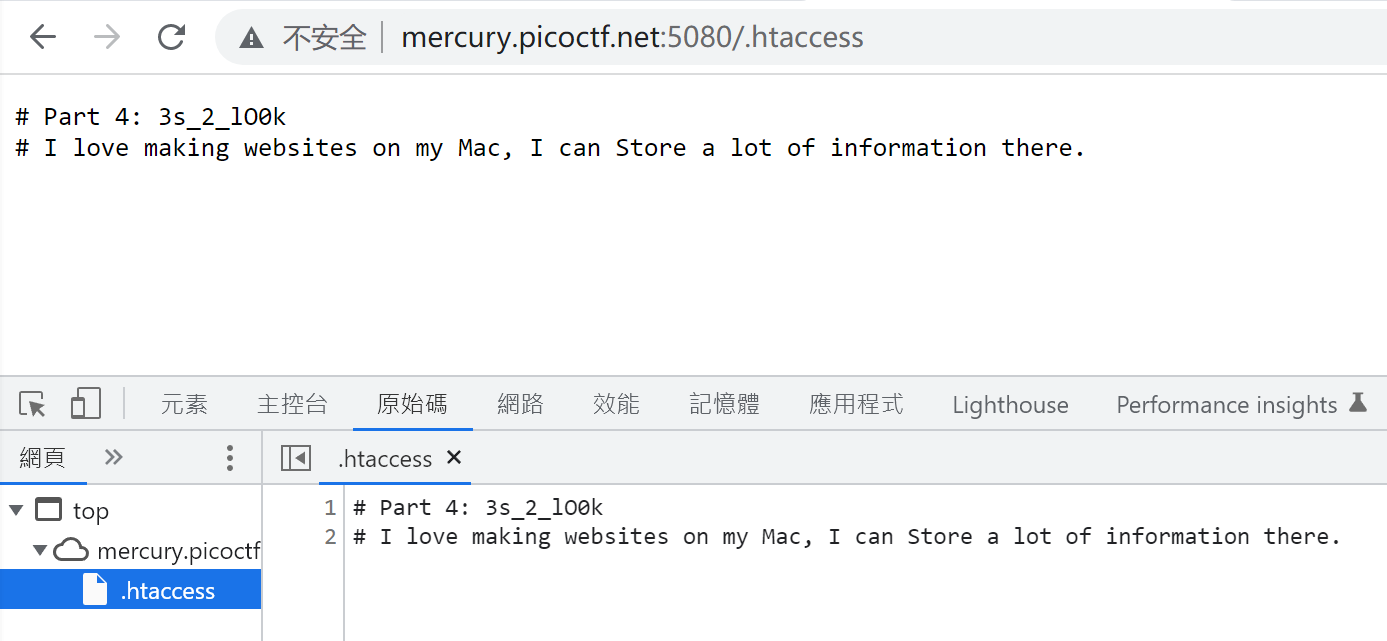 不安全 mercury.picoctf.net:5080/.htaccess
# Part 4: 3s_2_lO0k
# I love making websites on my Mac, I can Store a lot of information there.
元素 主控台 原始碼 網路 效能 記憶體 應用程式 Lighthouse Performance insights
網頁 .htaccess
top
mercury.picoctf
.htaccess
1 # Part 4: 3s_2_lO0k
2 # I love making websites on my Mac, I can Store a lot of information there.